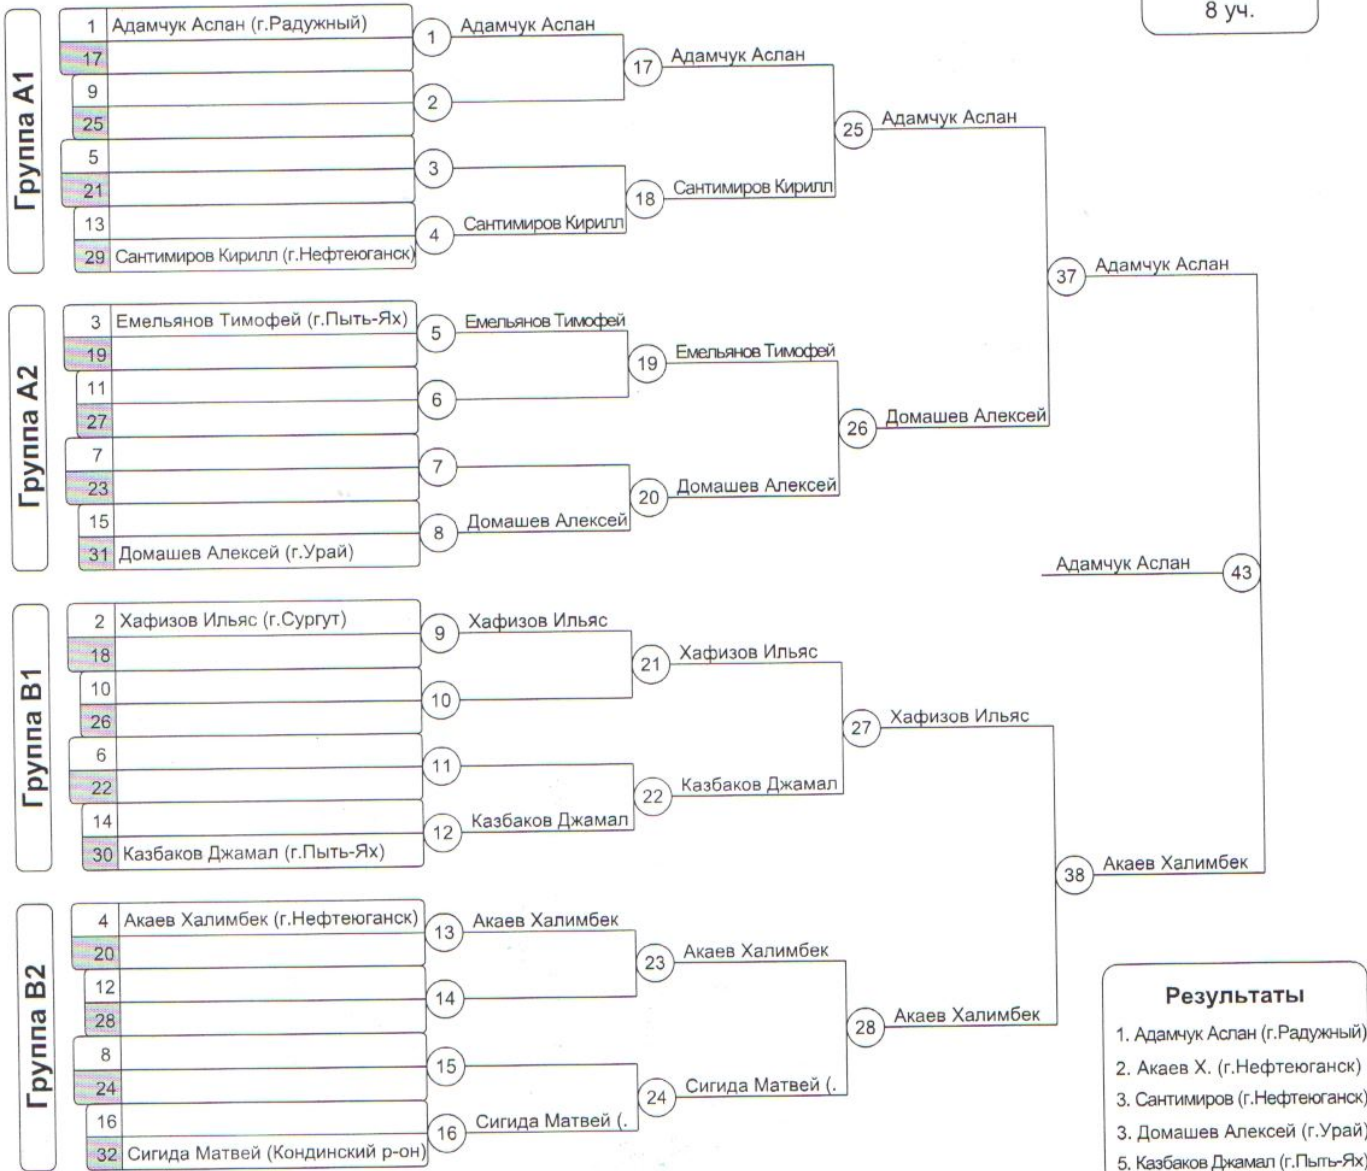 8 уч.
Группа А1
1 Адамчук Аслан (г.Радужный)
17
9
25
5
21
13
29 Сантимиров Кирилл (г.Нефтеюганск)
1 Адамчук Аслан
2
3
4 Сантимиров Кирилл
17 Адамчук Аслан
18 Сантимиров Кирилл
25 Адамчук Аслан
Группа А2
3 Емельянов Тимофей (г.Пыть-Ях)
19
11
27
7
23
15
31 Домашев Алексей (г.Урай)
5 Емельянов Тимофей
6
7
8 Домашев Алексей
19 Емельянов Тимофей
20 Домашев Алексей
26 Домашев Алексей
37 Адамчук Аслан
Адамчук Аслан 43
Группа В1
2 Хафизов Ильяс (г.Сургут)
18
10
26
6
22
14
30 Казбаков Джамал (г.Пыть-Ях)
9 Хафизов Ильяс
10
11
12 Казбаков Джамал
21 Хафизов Ильяс
22 Казбаков Джамал
27 Хафизов Ильяс
Группа В2
4 Акаев Халимбек (г.Нефтеюганск)
20
12
28
8
24
16
32 Сигида Матвей (Кондинский р-он)
13 Акаев Халимбек
14
15
16 Сигида Матвей (.
23 Акаев Халимбек
24 Сигида Матвей (.
28 Акаев Халимбек
38 Акаев Халимбек
Результаты
1. Адамчук Аслан (г.Радужный)
2. Акаев Х. (г.Нефтеюганск)
3. Сантимиров (г.Нефтеюганск)
3. Домашев Алексей (г.Урай)
5. Казбаков Джамал (г.Пыть-Ях)